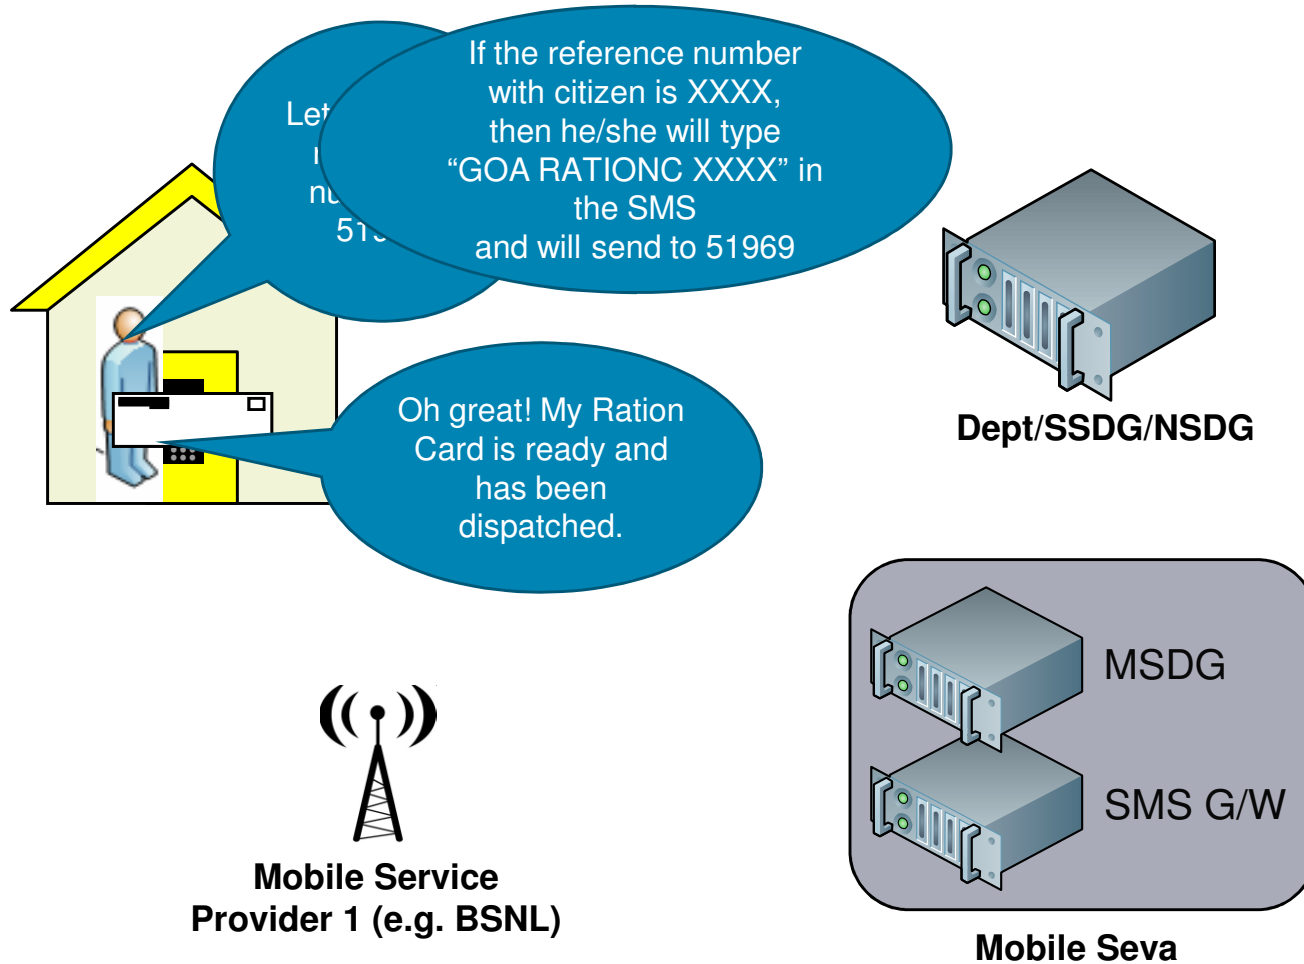 If the reference number
with citizen is XXXX,
then he/she will type
“GOA RATIONC XXXX” in
the SMS
and will send to 51969
Let
Oh great! My Ration
Card is ready and
has been
dispatched.
Dept/SSDG/NSDG
MSDG
SMS G/W
Mobile Service
Provider 1 (e.g. BSNL)
Mobile Seva